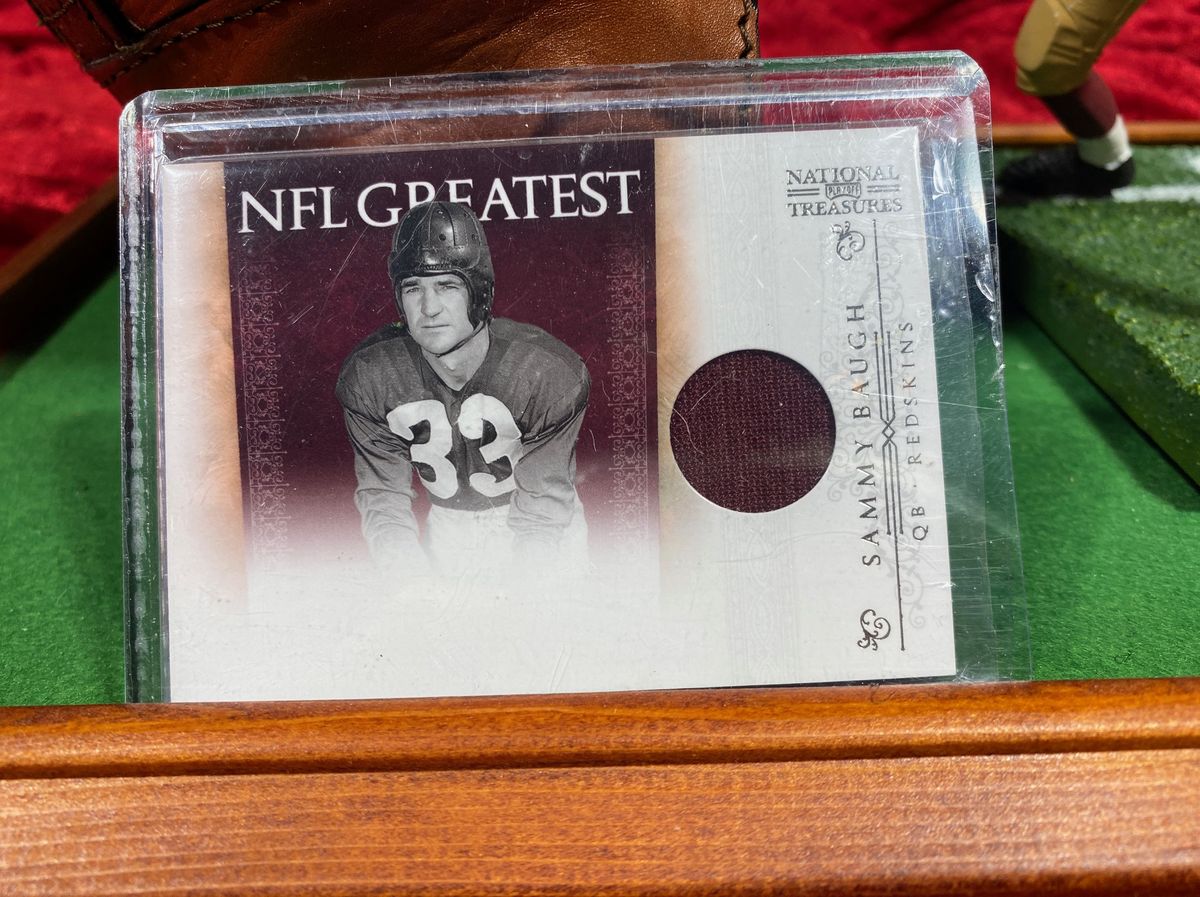 NFL GREATEST
NATIONAL
PLAYOFF
TREASURES
33
SAMMY BAUGH
QB · REDSKINS